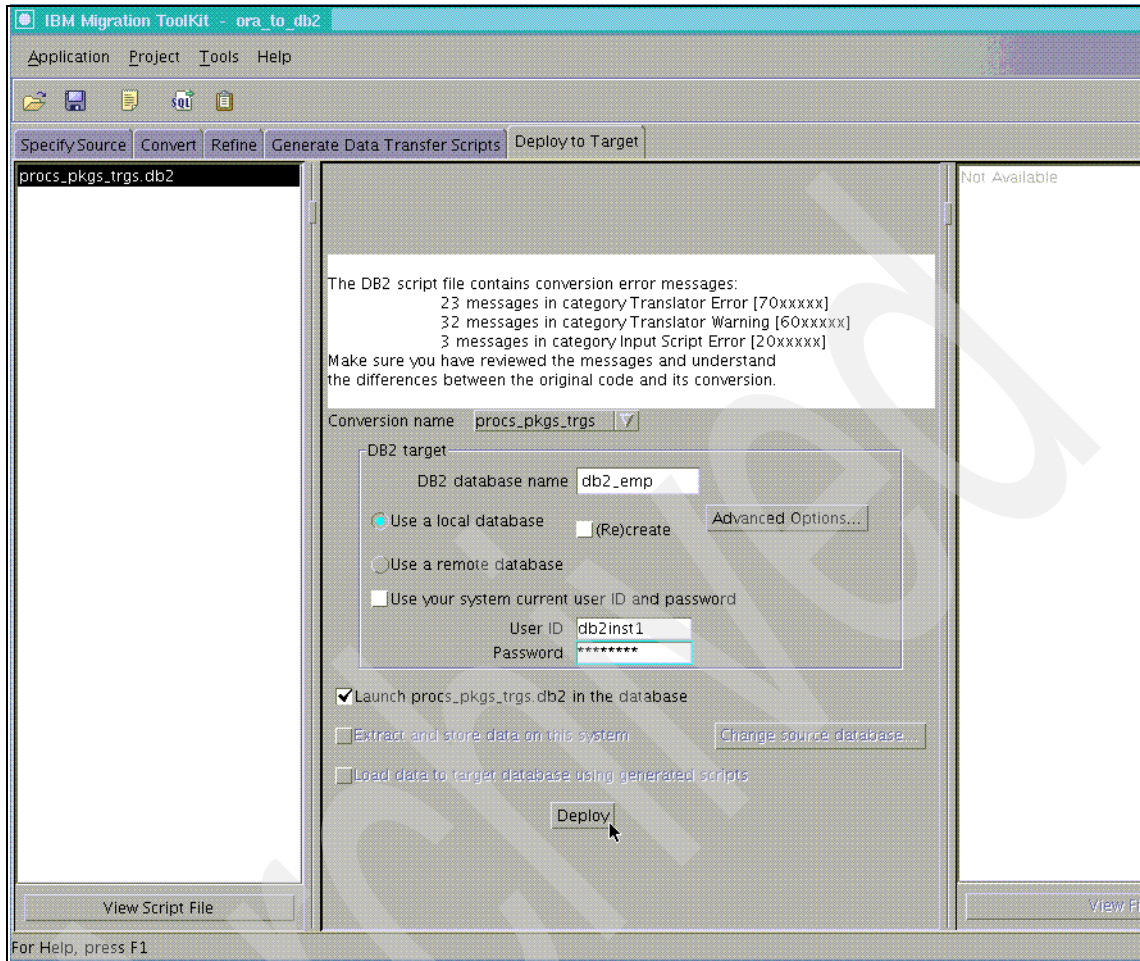 IBM Migration ToolKit - ora_to_db2
Application Project Tools Help
SQL
Specify Source Convert Refine Generate Data Transfer Scripts Deploy to Target
procs_pkgs_trgs.db2
Not Available
The DB2 script file contains conversion error messages:
23 messages in category Translator Error [70xxxxx]
32 messages in category Translator Warning [60xxxxx]
3 messages in category Input Script Error [20xxxxx]
Make sure you have reviewed the messages and understand
the differences between the original code and its conversion.
Conversion name procs_pkgs_trgs
DB2 target
DB2 database name db2_emp
Use a local database (Re)create Advanced Options...
Use a remote database
Use your system current user ID and password
User ID db2inst1
Password ********
Launch procs_pkgs_trgs.db2 in the database
Extract and store data on this system Change source database...
Load data to target database using generated scripts
Deploy
View Script File
View
For Help, press F1